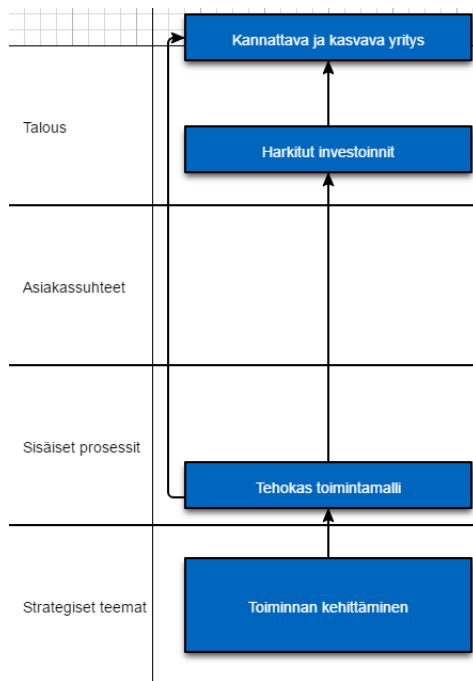 Kannattava ja kasvava yritys
Talous
Harkitut investoinnit
Asiakassuhteet
Sisäiset prosessit
Tehokas toimintamalli
Strategiset teemat
Toiminnan kehittäminen